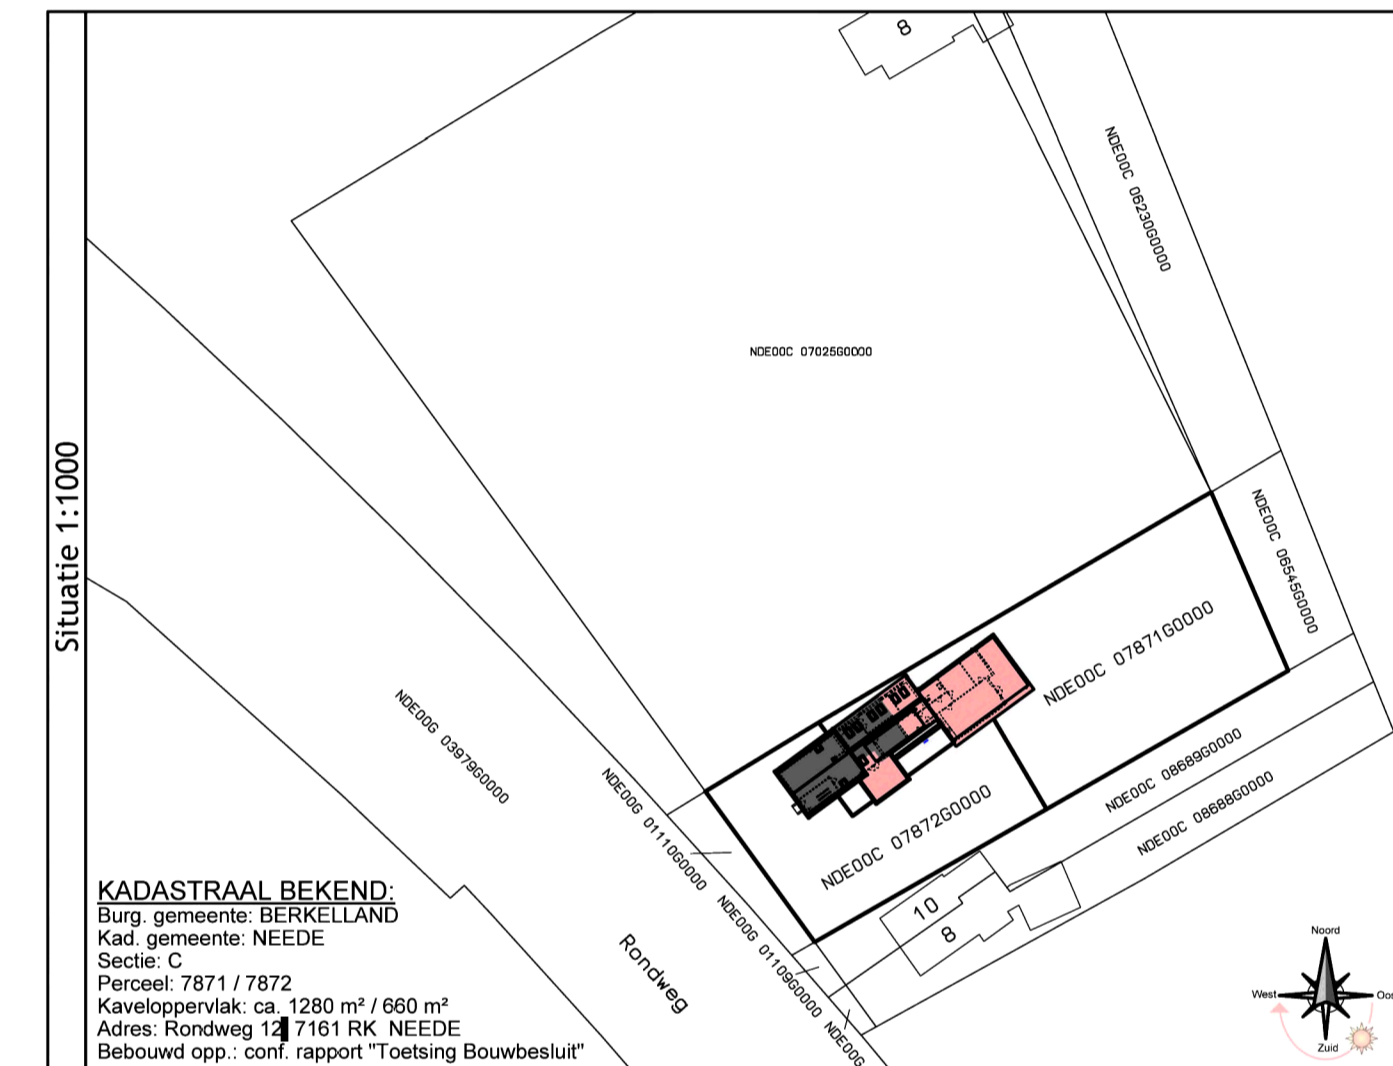 Situatie 1:1000
8
NDE00C 06230G0000
NDE00C 07025G0000
NDE00C 06545G0000
NDE00C 07871G0000
NDE00G 03979G0000
NDE00G 01110G0000
NDE00C 07872G0000
NDE00C 08689G0000
NDE00C 08688G0000
10
8
NDE00G 01109G0000
NDE00G
Rondweg
KADASTRAAL BEKEND:
Burg. gemeente: BERKELLAND
Kad. gemeente: NEEDE
Sectie: C
Perceel: 7871 / 7872
Kaveloppervlak: ca. 1280 m² / 660 m²
Adres: Rondweg 12 7161 RK NEEDE
Bebouwd opp.: conf. rapport "Toetsing Bouwbesluit"
Noord
West
Oos
Zuid